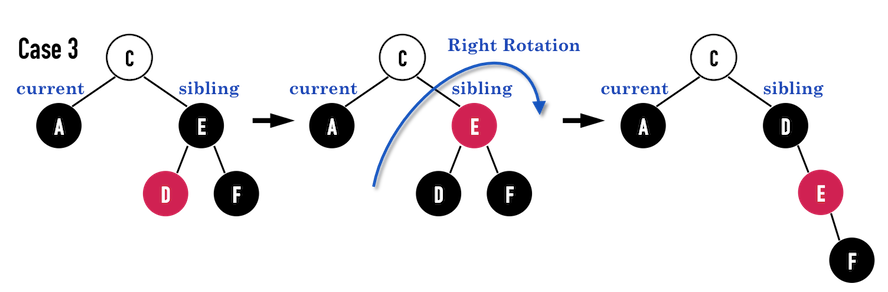 Case 3
C
current
sibling
A
E
D
F
Right Rotation
C
current
sibling
A
E
D
F
C
current
sibling
A
D
E
F